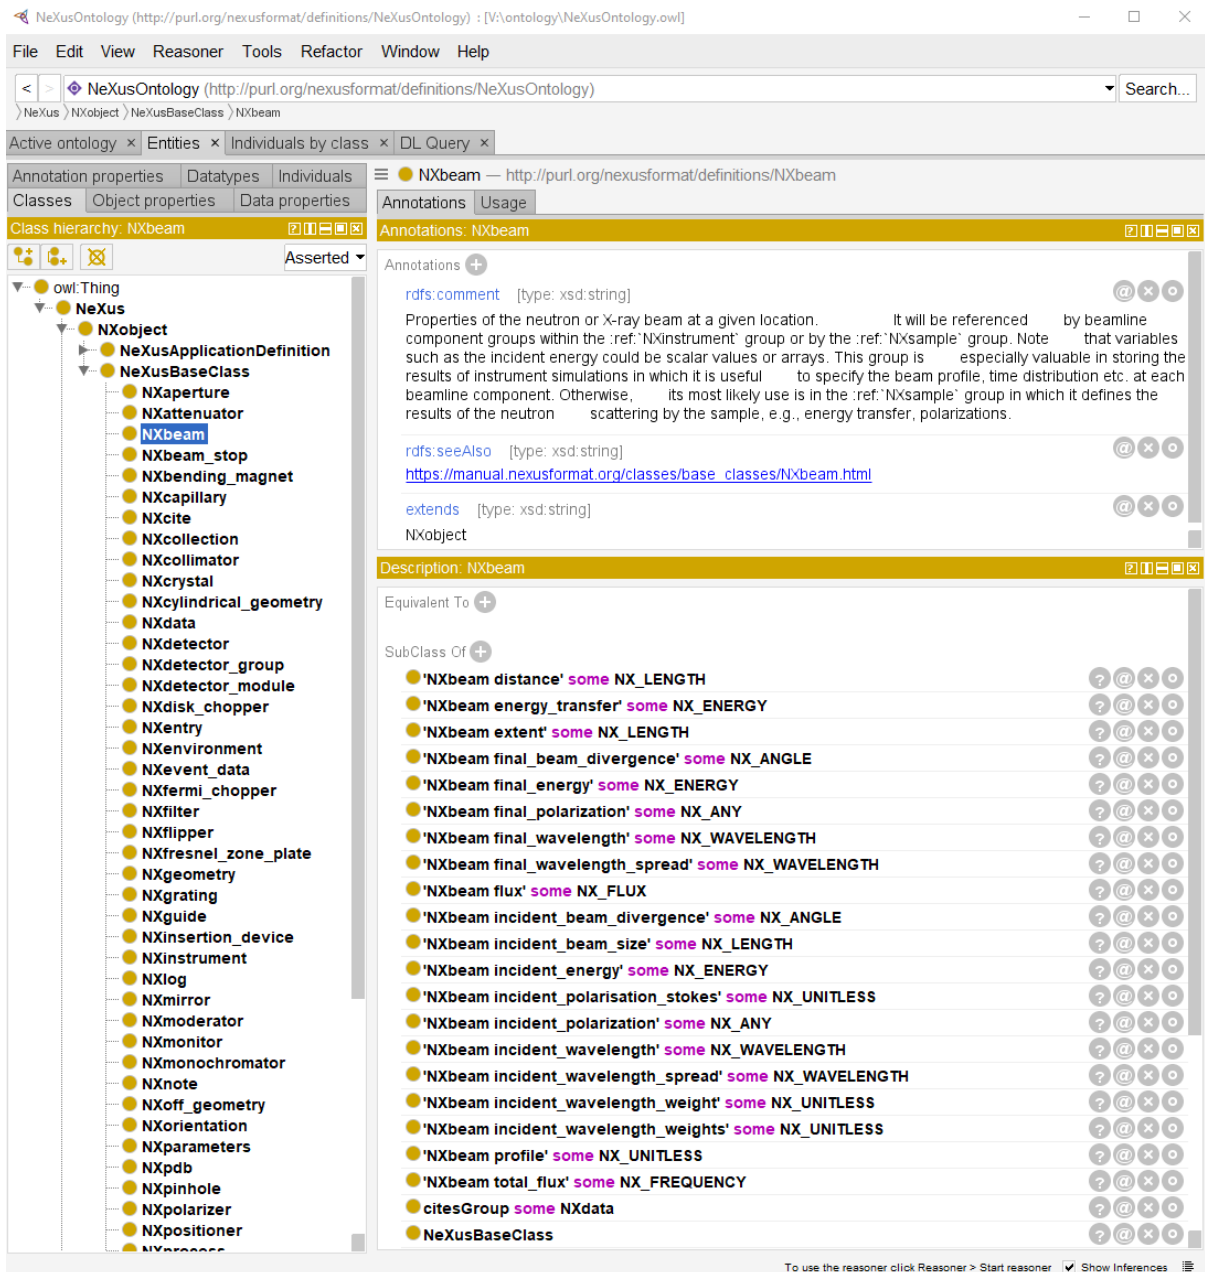 NeXusOntology (http://purl.org/nexusformat/definitions/NeXusOntology) : [V:\ontology\NeXusOntology.owl]
File Edit View Reasoner Tools Refactor Window Help
< > NeXusOntology (http://purl.org/nexusformat/definitions/NeXusOntology) Search...
NeXus NXobject NeXusBaseClass NXbeam
Active ontology × Entities × Individuals by class × DL Query ×
Annotation properties Datatypes Individuals
Classes Object properties Data properties
Class hierarchy: NXbeam
Asserted
owl:Thing
NeXus
NXobject
NeXusApplicationDefinition
NeXusBaseClass
NXaperture
NXattenuator
NXbeam
NXbeam_stop
NXbending_magnet
NXcapillary
NXcite
NXcollection
NXcollimator
NXcrystal
NXcylindrical_geometry
NXdata
NXdetector
NXdetector_group
NXdetector_module
NXdisk_chopper
NXentry
NXenvironment
NXevent_data
NXfermi_chopper
NXfilter
NXflipper
NXfresnel_zone_plate
NXgeometry
NXgrating
NXguide
NXinsertion_device
NXinstrument
NXlog
NXmirror
NXmoderator
NXmonitor
NXmonochromator
NXnote
NXoff_geometry
NXorientation
NXparameters
NXpdb
NXpinhole
NXpolarizer
NXpositioner
NXprocess
NXbeam — http://purl.org/nexusformat/definitions/NXbeam
Annotations Usage
Annotations: NXbeam
Annotations
rdfs:comment [type: xsd:string]
Properties of the neutron or X-ray beam at a given location. It will be referenced by beamline
component groups within the :ref:`NXinstrument` group or by the :ref:`NXsample` group. Note that variables
such as the incident energy could be scalar values or arrays. This group is especially valuable in storing the
results of instrument simulations in which it is useful to specify the beam profile, time distribution etc. at each
beamline component. Otherwise, its most likely use is in the :ref:`NXsample` group in which it defines the
results of the neutron scattering by the sample, e.g., energy transfer, polarizations.
rdfs:seeAlso [type: xsd:string]
https://manual.nexusformat.org/classes/base_classes/NXbeam.html
extends [type: xsd:string]
NXobject
Description: NXbeam
Equivalent To
SubClass Of
'NXbeam distance' some NX_LENGTH
'NXbeam energy_transfer' some NX_ENERGY
'NXbeam extent' some NX_LENGTH
'NXbeam final_beam_divergence' some NX_ANGLE
'NXbeam final_energy' some NX_ENERGY
'NXbeam final_polarization' some NX_ANY
'NXbeam final_wavelength' some NX_WAVELENGTH
'NXbeam final_wavelength_spread' some NX_WAVELENGTH
'NXbeam flux' some NX_FLUX
'NXbeam incident_beam_divergence' some NX_ANGLE
'NXbeam incident_beam_size' some NX_LENGTH
'NXbeam incident_energy' some NX_ENERGY
'NXbeam incident_polarisation_stokes' some NX_UNITLESS
'NXbeam incident_polarization' some NX_ANY
'NXbeam incident_wavelength' some NX_WAVELENGTH
'NXbeam incident_wavelength_spread' some NX_WAVELENGTH
'NXbeam incident_wavelength_weight' some NX_UNITLESS
'NXbeam incident_wavelength_weights' some NX_UNITLESS
'NXbeam profile' some NX_UNITLESS
'NXbeam total_flux' some NX_FREQUENCY
citesGroup some NXdata
NeXusBaseClass
To use the reasoner click Reasoner > Start reasoner Show Inferences